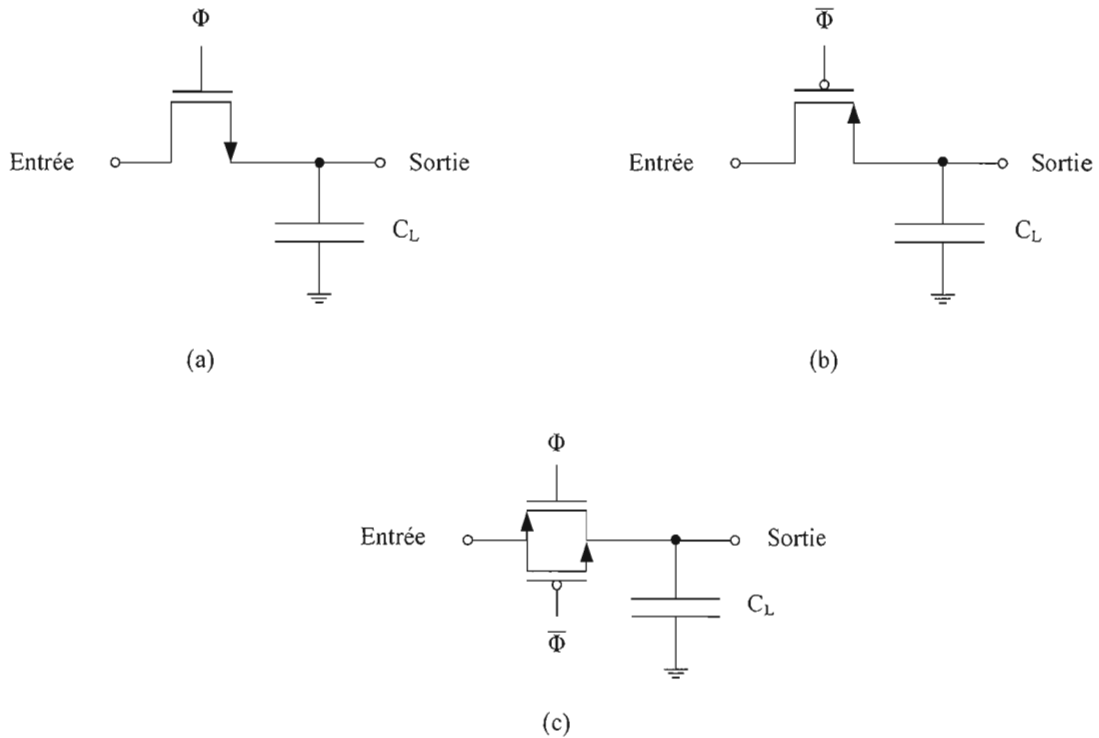 Φ
Entrée
Sortie
C_L
(a)
Φ̅
Entrée
Sortie
C_L
(b)
Φ
Entrée
Sortie
C_L
Φ̅
(c)